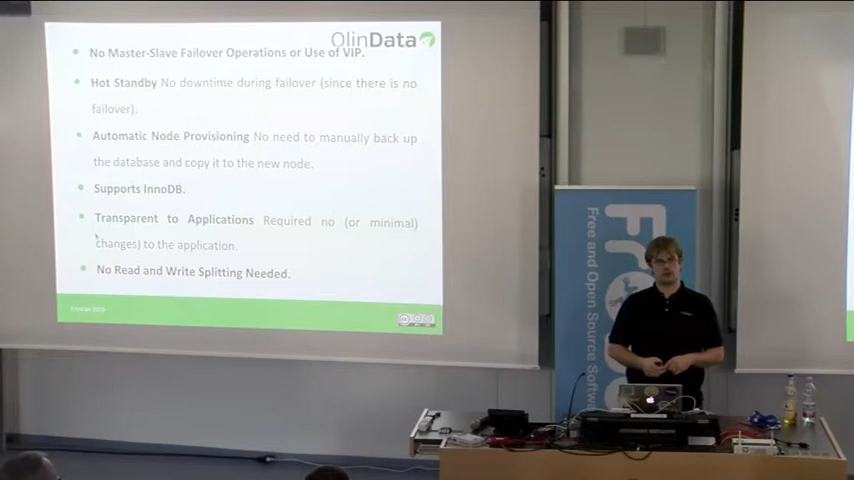 OlinData
No Master-Slave Failover Operations or Use of VIP.
Hot Standby No downtime during failover (since there is no
failover).
Automatic Node Provisioning No need to manually back up
the database and copy it to the new node.
Supports InnoDB.
Transparent to Applications Required no (or minimal)
changes) to the application.
No Read and Write Splitting Needed.
Free and Open Source Softw